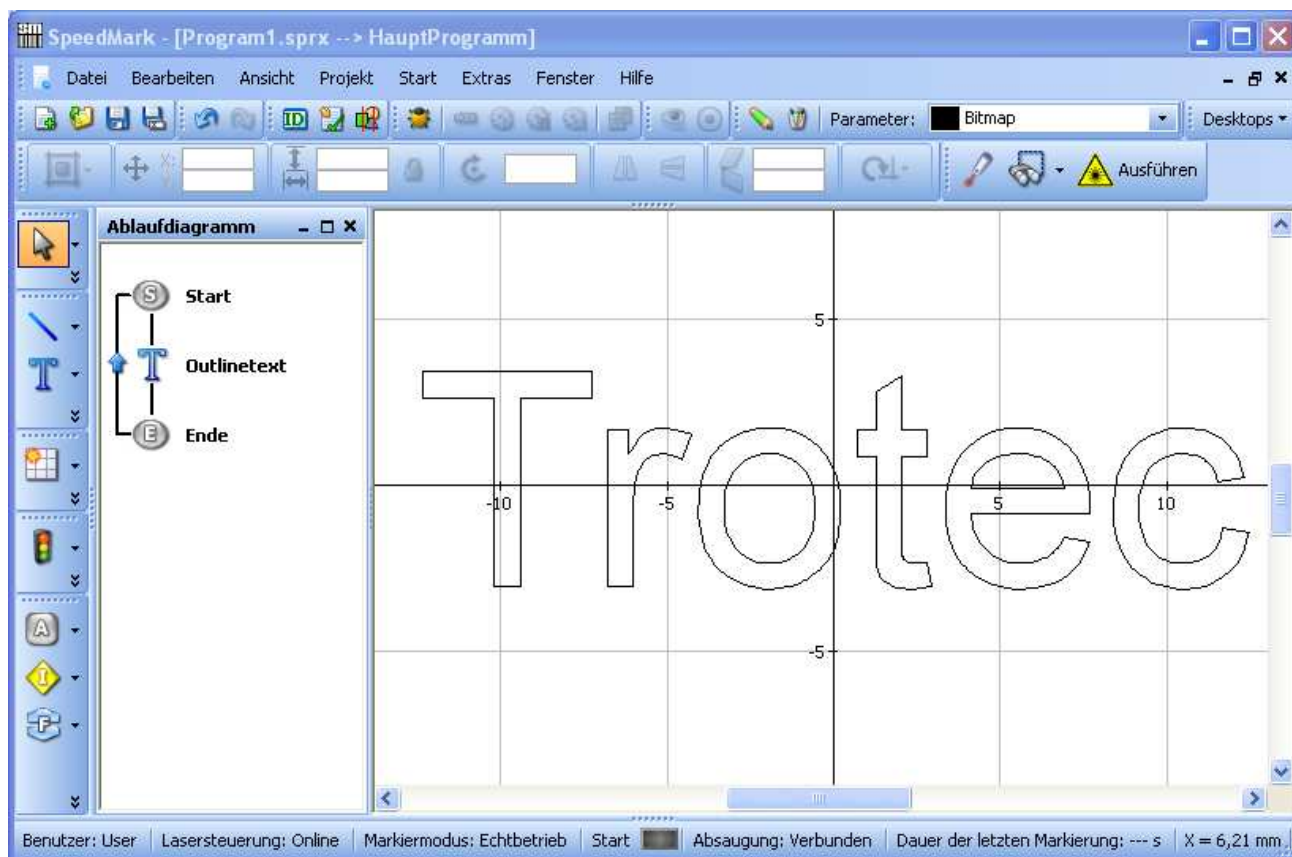 SpeedMark - [Program1.sprx --> HauptProgramm]
Datei Bearbeiten Ansicht Projekt Start Extras Fenster Hilfe
ID Parameter: Bitmap Desktops
X: Y: Ausführen
Ablaufdiagramm
S Start
T Outlinetext
E Ende
T
A
I
F
5
Trotec
-10 -5 5 10
-5
Benutzer: User Lasersteuerung: Online Markiermodus: Echtbetrieb Start Absaugung: Verbunden Dauer der letzten Markierung: --- s X = 6,21 mm